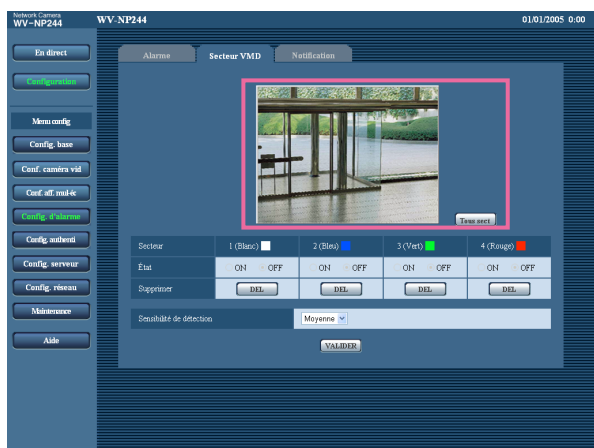 Network Camera
WV-NP244
WV-NP244
01/01/2005 0:00
En direct
Configuration
Menu config
Config. base
Conf. caméra vid
Conf. aff. mul-éc
Config. d'alarme
Config. authenti
Config. serveur
Config. réseau
Maintenance
Aide
Alarme
Secteur VMD
Notification
Tous sect
Secteur 1 (Blanc) 2 (Bleu) 3 (Vert) 4 (Rouge)
État ON OFF ON OFF ON OFF ON OFF
Supprimer DEL DEL DEL DEL
Sensibilité de détection Moyenne
VALIDER